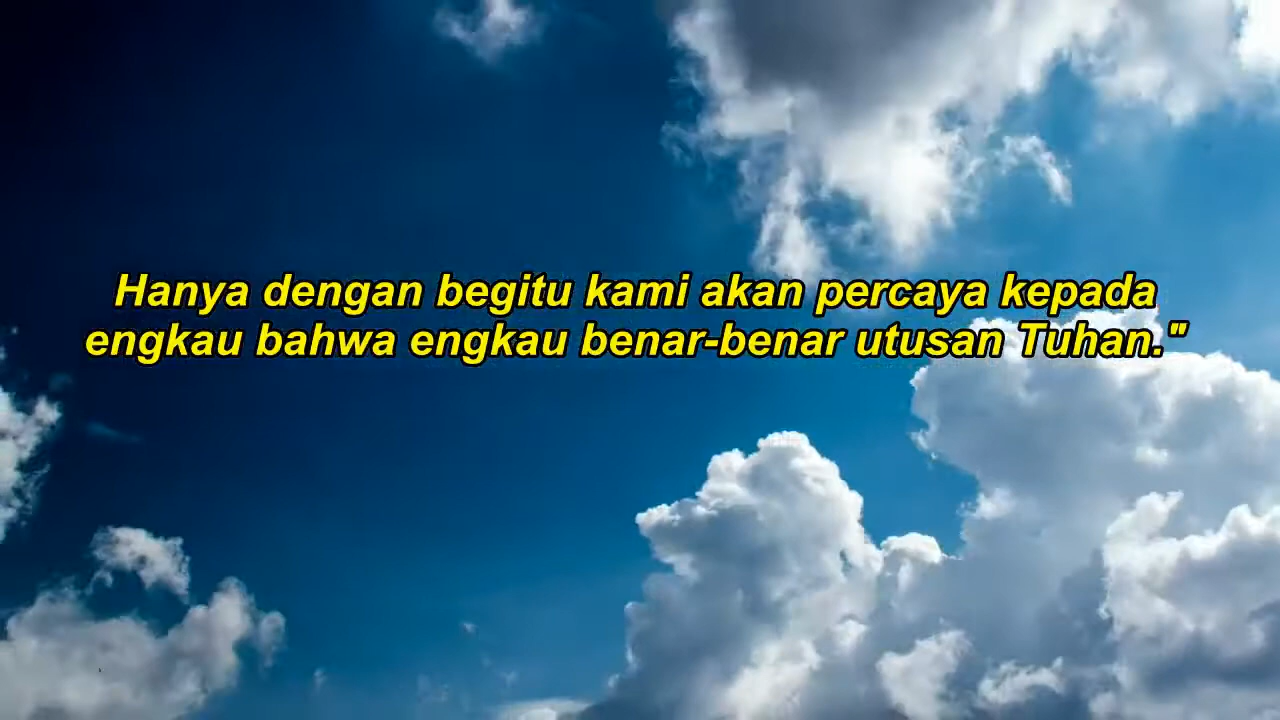 Hanya dengan begitu kami akan percaya kepada
engkau bahwa engkau benar-benar utusan Tuhan."